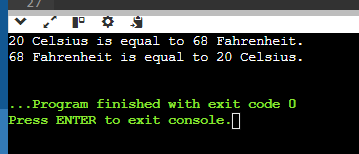 27
20 Celsius is equal to 68 Fahrenheit.
68 Fahrenheit is equal to 20 Celsius.
...Program finished with exit code 0
Press ENTER to exit console.